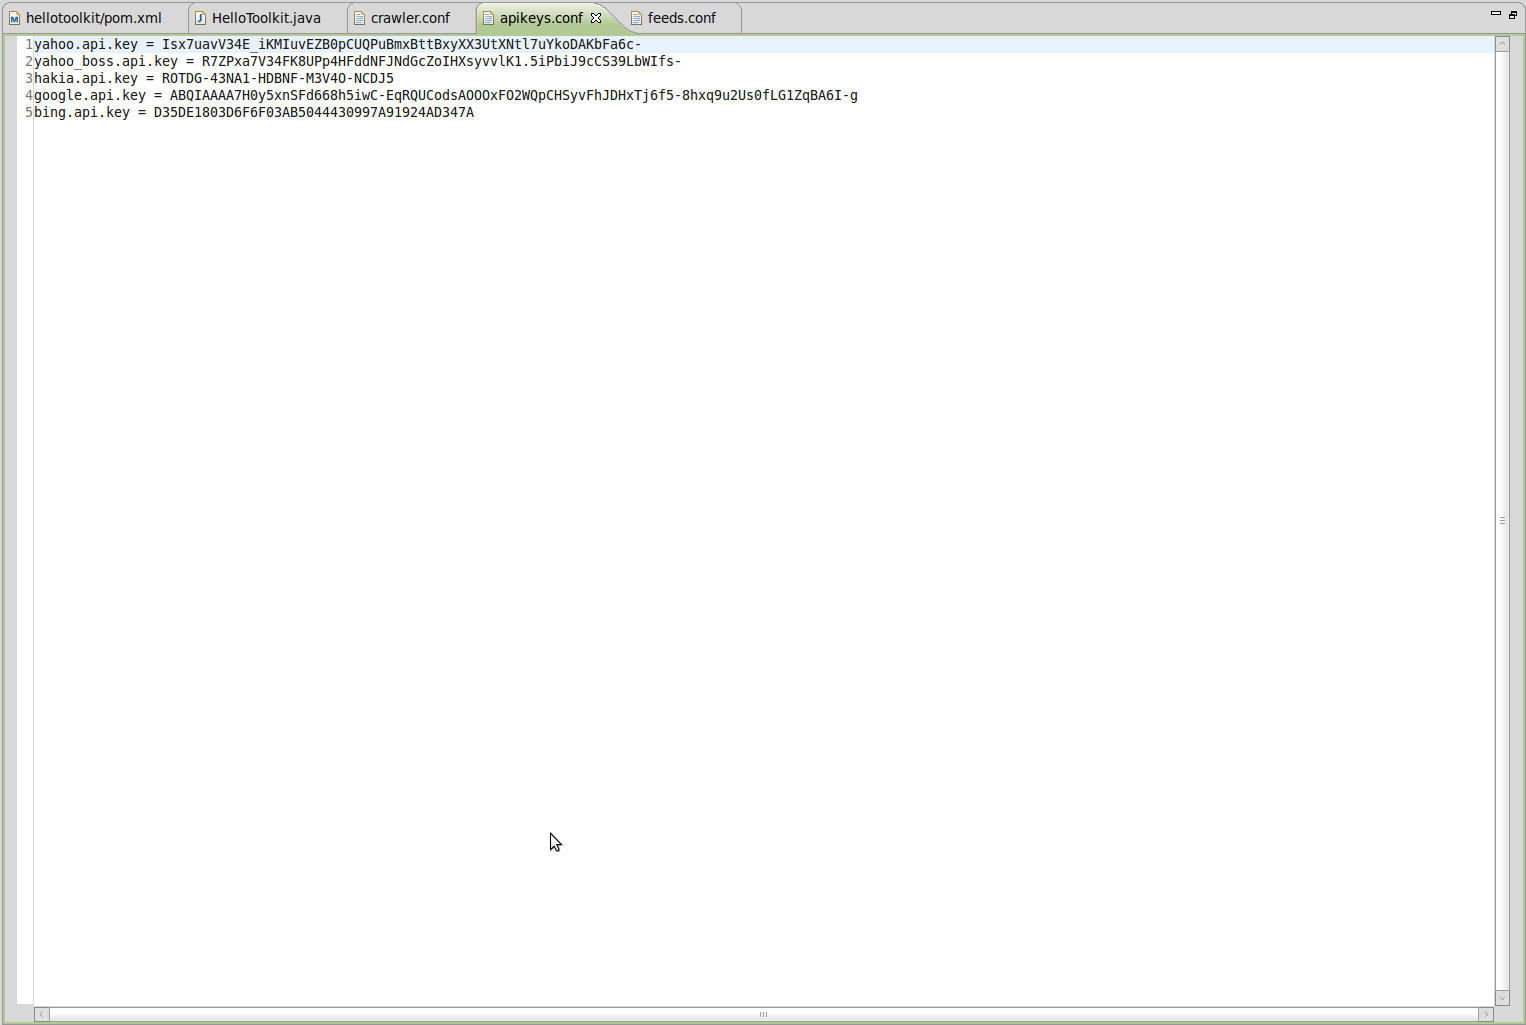 hellotoolkit/pom.xml HelloToolkit.java crawler.conf apikeys.conf feeds.conf
1 yahoo.api.key = Isx7uavV34E_iKMIuvEZB0pCUQPuBmxBttBxyXX3UtXNtl7uYkoDAKbFa6c-
2 yahoo_boss.api.key = R7ZPxa7V34FK8UPp4HFddNFJNdGcZoIHXsyvvlK1.5iPbiJ9cCS39LbWIfs-
3 hakia.api.key = ROTDG-43NA1-HDBNF-M3V4O-NCDJ5
4 google.api.key = ABQIAAAA7H0y5xnSFd668h5iwC-EqRQUCodsAOOOxFO2WQpCHSyvFhJDHxTj6f5-8hxq9u2Us0fLG1ZqBA6I-g
5 bing.api.key = D35DE1803D6F6F03AB5044430997A91924AD347A